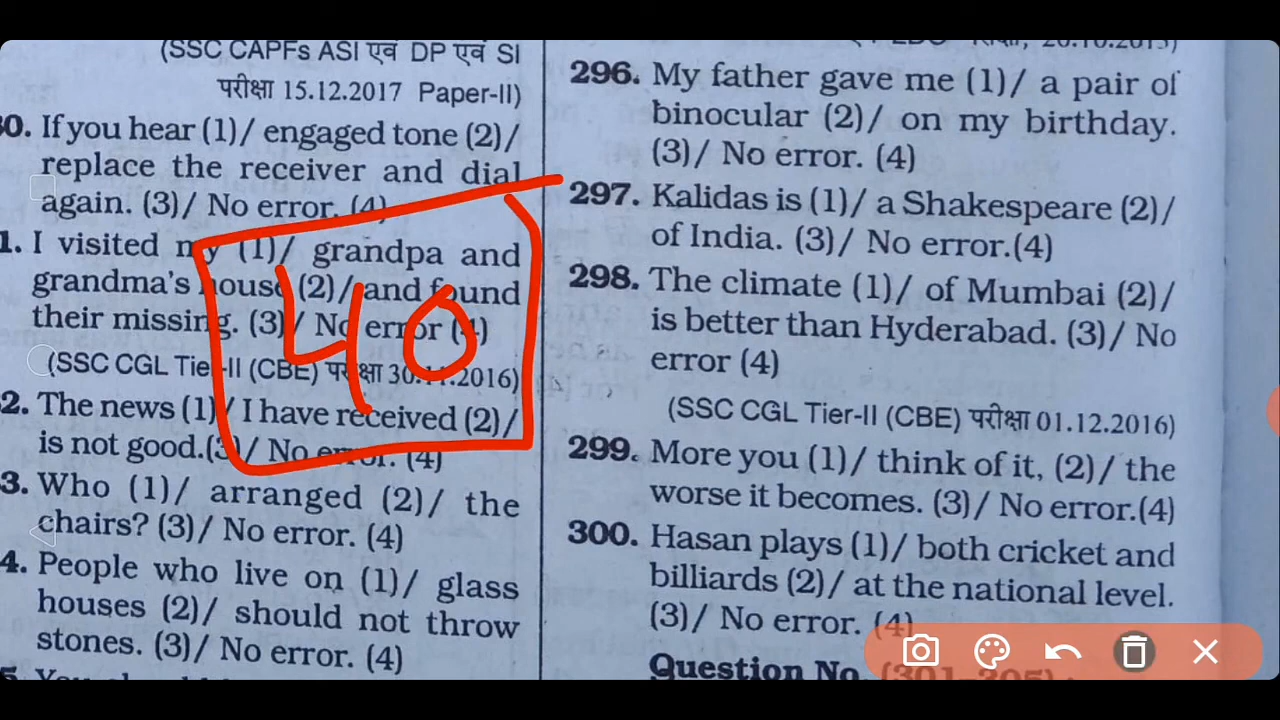 (SSC CAPFs ASI एवं DP एवं SI
परीक्षा 15.12.2017 Paper-II)
0. If you hear (1)/ engaged tone (2)/
replace the receiver and dial
again. (3)/ No error. (4)
1. I visited my (1)/ grandpa and
grandma's house (2)/ and found
their missing. (3)/ No error (4)
(SSC CGL Tier-II (CBE) परीक्षा 30.11.2016)
2. The news (1)/ I have received (2)/
is not good.(3)/ No error. (4)
3. Who (1)/ arranged (2)/ the
chairs? (3)/ No error. (4)
4. People who live on (1)/ glass
houses (2)/ should not throw
stones. (3)/ No error. (4)
40
296. My father gave me (1)/ a pair of
binocular (2)/ on my birthday.
(3)/ No error. (4)
297. Kalidas is (1)/ a Shakespeare (2)/
of India. (3)/ No error.(4)
298. The climate (1)/ of Mumbai (2)/
is better than Hyderabad. (3)/ No
error (4)
(SSC CGL Tier-II (CBE) परीक्षा 01.12.2016)
299. More you (1)/ think of it, (2)/ the
worse it becomes. (3)/ No error.(4)
300. Hasan plays (1)/ both cricket and
billiards (2)/ at the national level.
(3)/ No error. (4)
Question No. (301-305) :